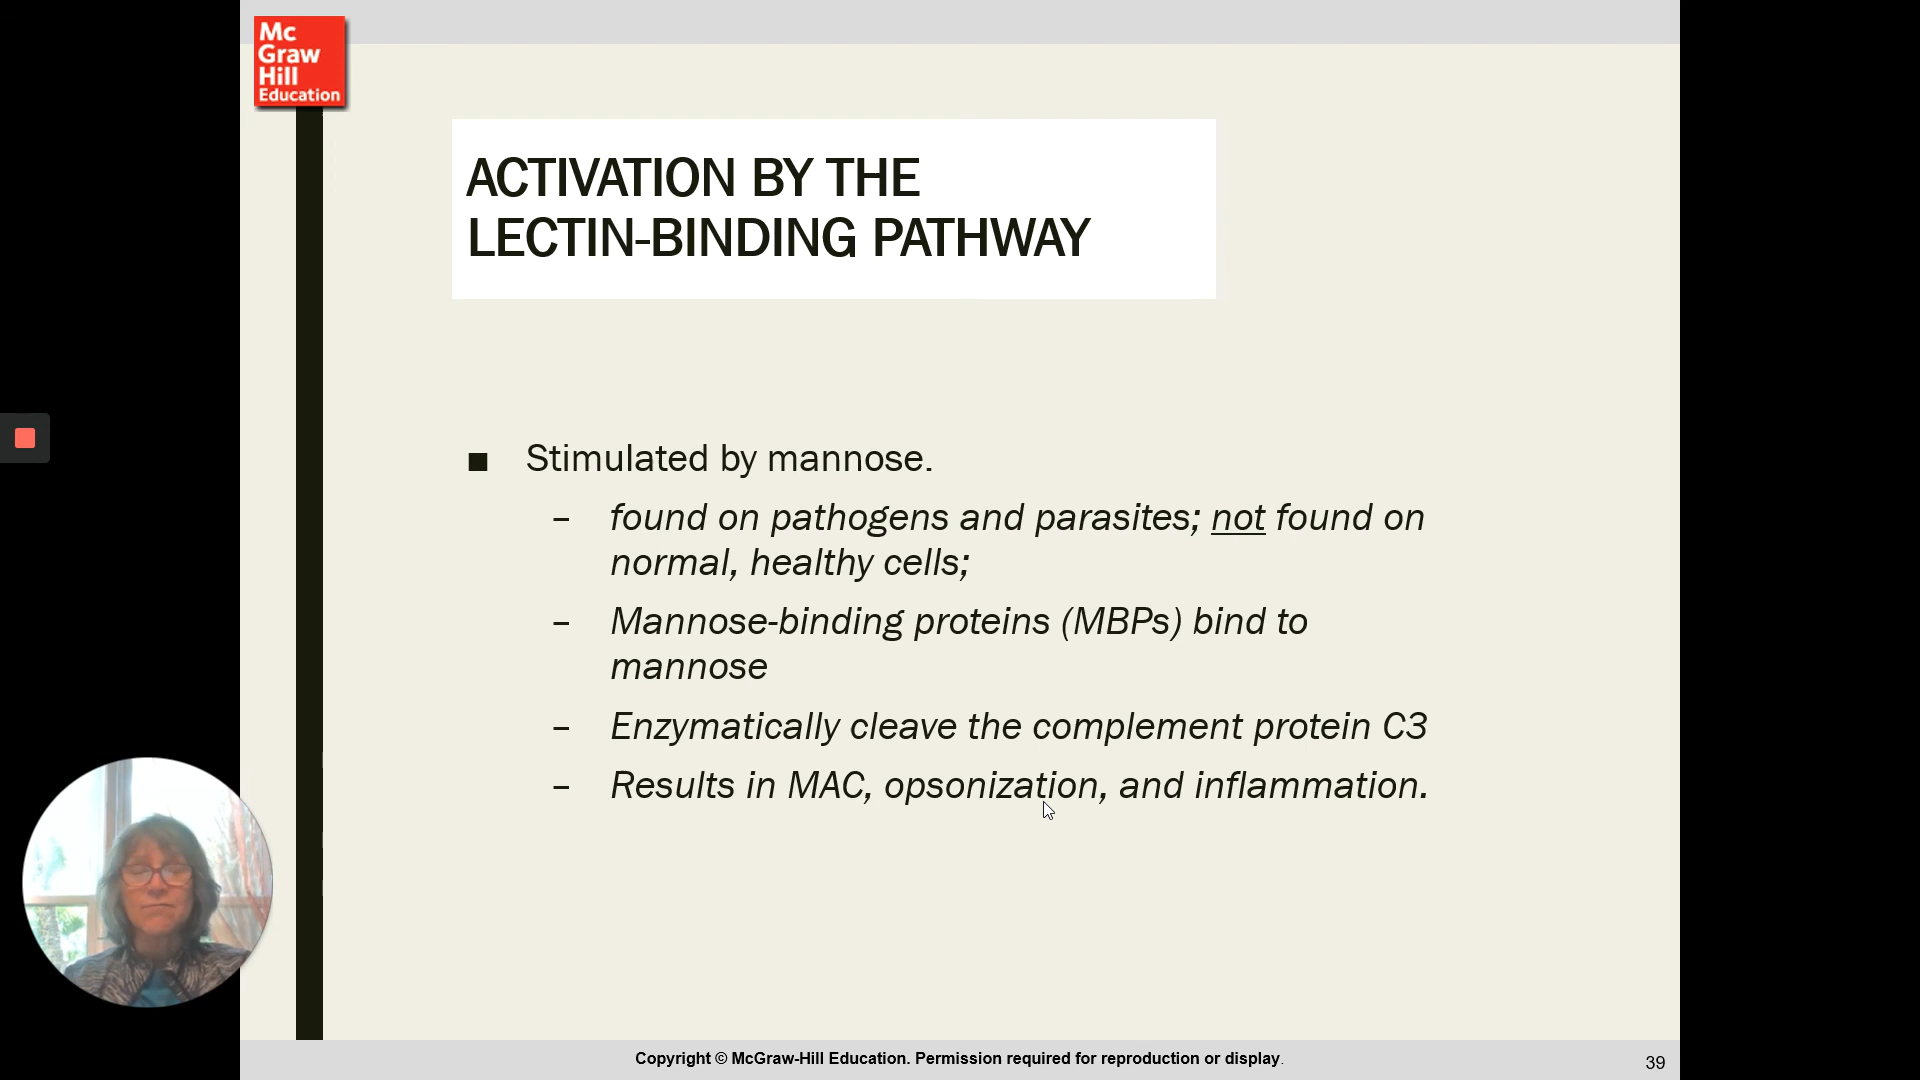 Mc
Graw
Hill
Education
ACTIVATION BY THE
LECTIN-BINDING PATHWAY
■ Stimulated by mannose.
– found on pathogens and parasites; not found on
normal, healthy cells;
– Mannose-binding proteins (MBPs) bind to
mannose
– Enzymatically cleave the complement protein C3
– Results in MAC, opsonization, and inflammation.
Copyright © McGraw-Hill Education. Permission required for reproduction or display.
39